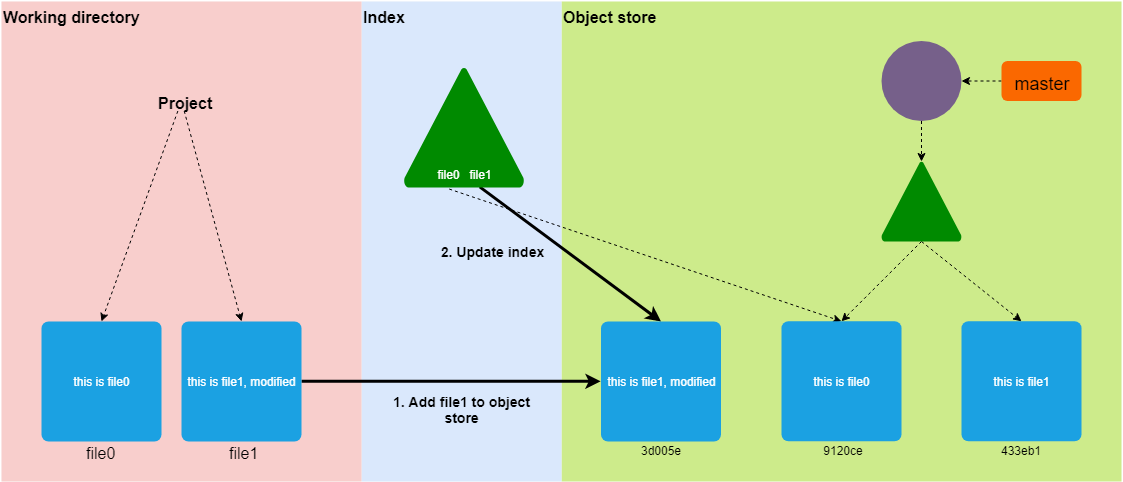 Working directory
Index
Object store
Project
master
file0 file1
2. Update index
this is file0
this is file1, modified
this is file1, modified
this is file0
this is file1
1. Add file1 to object
store
file0
file1
3d005e
9120ce
433eb1